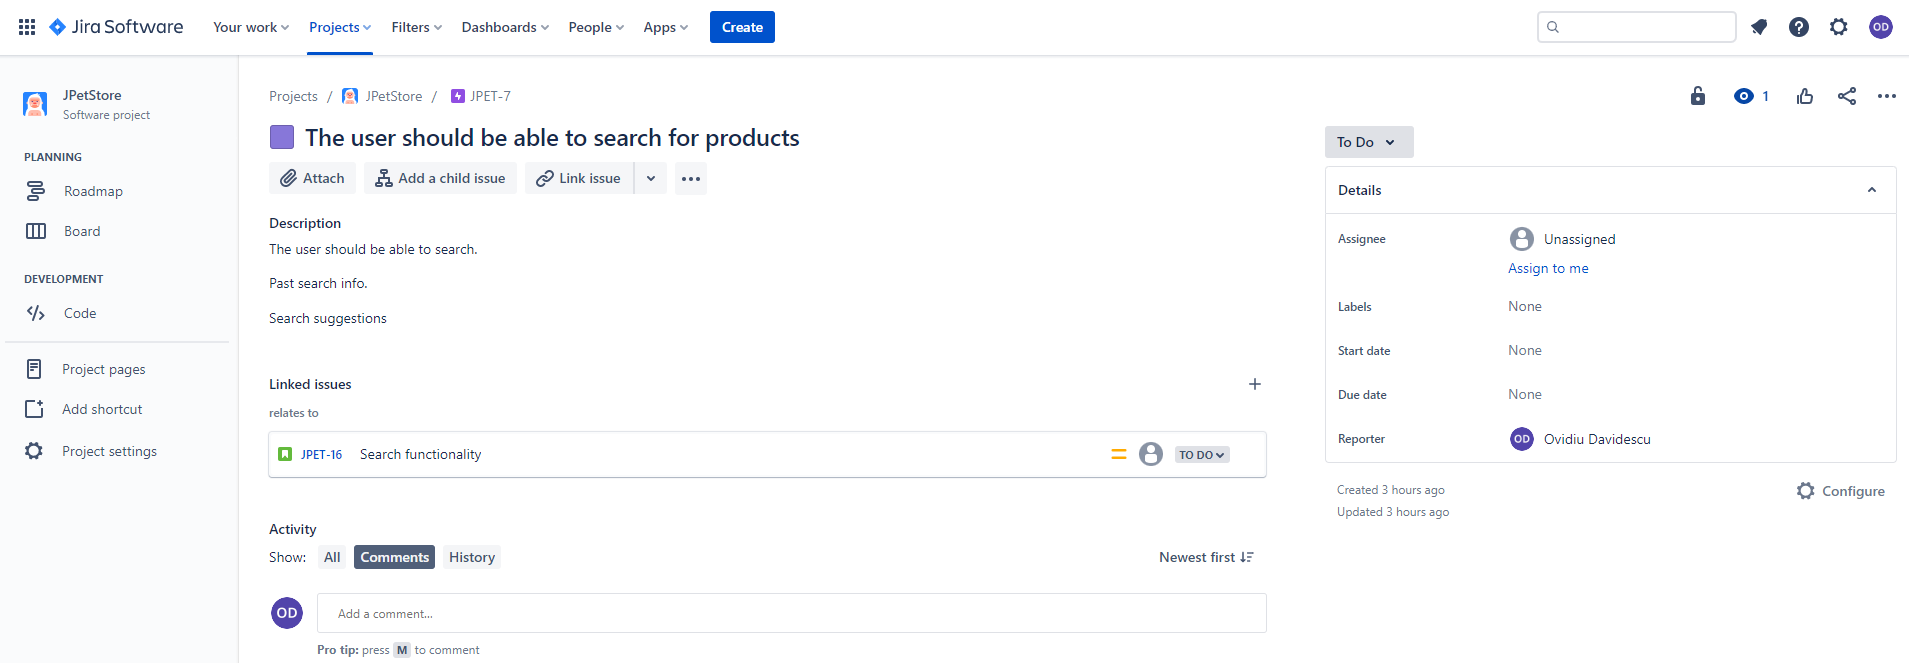 Jira Software Your work Projects Filters Dashboards People Apps Create OD
JPetStore
Software project
PLANNING
Roadmap
Board
DEVELOPMENT
Code
Project pages
Add shortcut
Project settings
Projects / JPetStore / JPET-7
1
The user should be able to search for products
Attach Add a child issue Link issue
Description
The user should be able to search.
Past search info.
Search suggestions
Linked issues
relates to
JPET-16 Search functionality TO DO
Activity
Show: All Comments History Newest first
OD Add a comment...
Pro tip: press M to comment
To Do
Details
Assignee Unassigned
Assign to me
Labels None
Start date None
Due date None
Reporter OD Ovidiu Davidescu
Created 3 hours ago Configure
Updated 3 hours ago